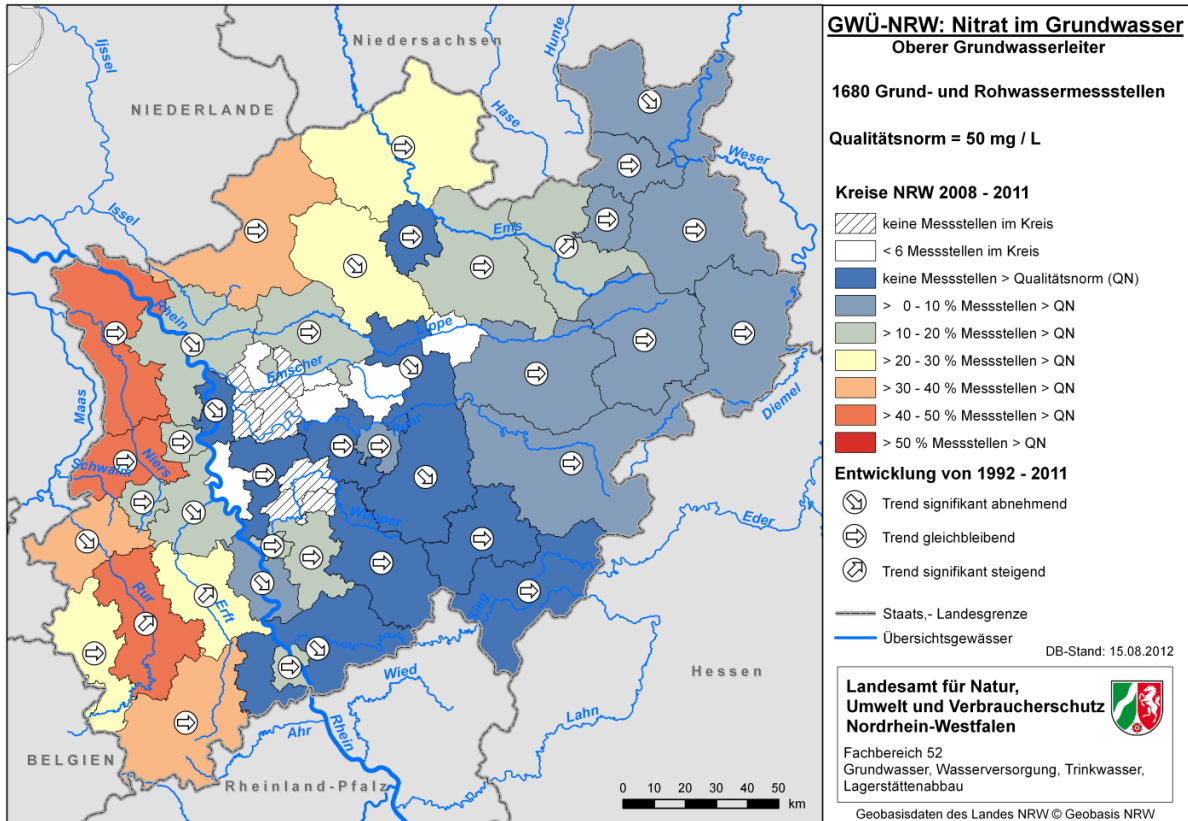 GWÜ-NRW: Nitrat im Grundwasser
Oberer Grundwasserleiter
1680 Grund- und Rohwassermessstellen
Qualitätsnorm = 50 mg / L
Kreise NRW 2008 - 2011
keine Messstellen im Kreis
< 6 Messstellen im Kreis
keine Messstellen > Qualitätsnorm (QN)
> 0 - 10 % Messstellen > QN
> 10 - 20 % Messstellen > QN
> 20 - 30 % Messstellen > QN
> 30 - 40 % Messstellen > QN
> 40 - 50 % Messstellen > QN
> 50 % Messstellen > QN
Entwicklung von 1992 - 2011
Trend signifikant abnehmend
Trend gleichbleibend
Trend signifikant steigend
Staats,- Landesgrenze
Übersichtsgewässer
DB-Stand: 15.08.2012
Landesamt für Natur,
Umwelt und Verbraucherschutz
Nordrhein-Westfalen
Fachbereich 52
Grundwasser, Wasserversorgung, Trinkwasser,
Lagerstättenabbau
Geobasisdaten des Landes NRW © Geobasis NRW
Ijssel
Niedersachsen
Hunte
NIEDERLANDE
Hase
Weser
Issel
Ems
Rhein
Lippe
Emscher
Maas
Diemel
Ruhr
Schwalm
Niers
Wupper
Eder
Rur
Erft
Sieg
Hessen
Wied
Lahn
Ahr
Rhein
BELGIEN
Rheinland-Pfalz
0 10 20 30 40 50
km